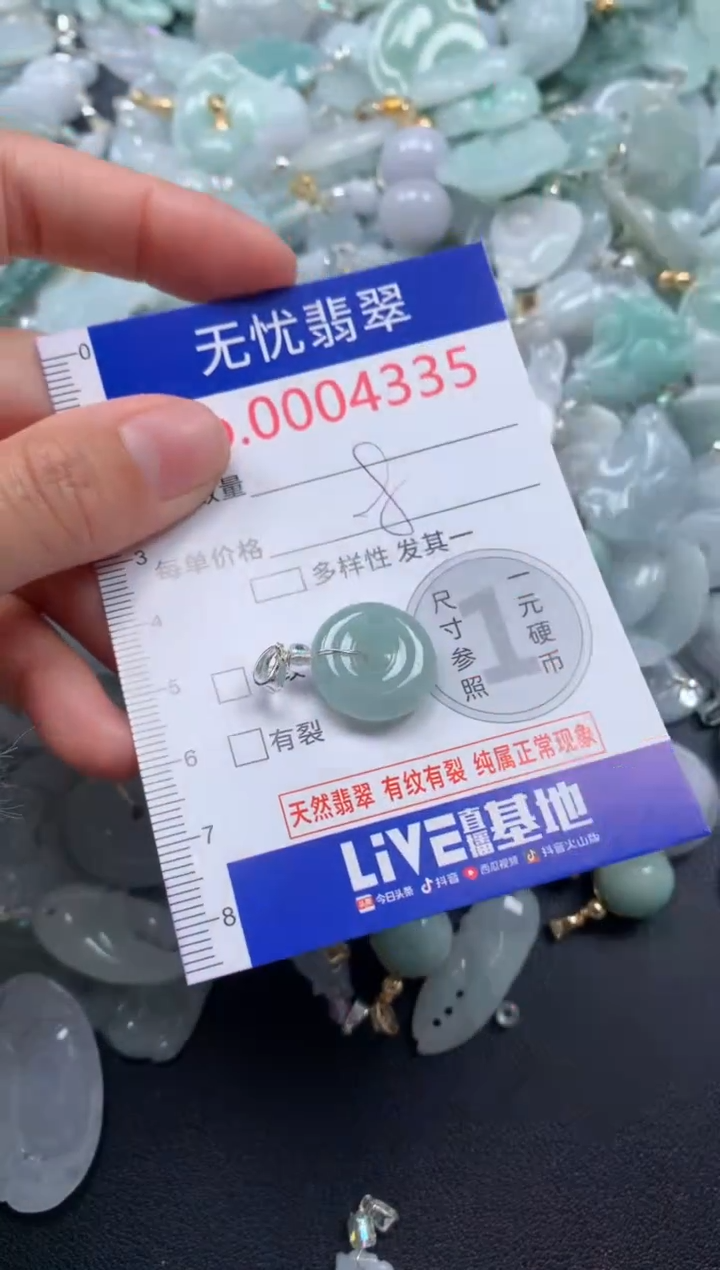 0
无忧翡翠
.0004335
数量
8
3 每单价格
多样性 发其一
4
尺寸参照
1
一元硬币
5
6
有裂
天然翡翠 有纹有裂 纯属正常现象
7
LiVE直播基地
今日头条 抖音 西瓜视频 抖音火山版
8